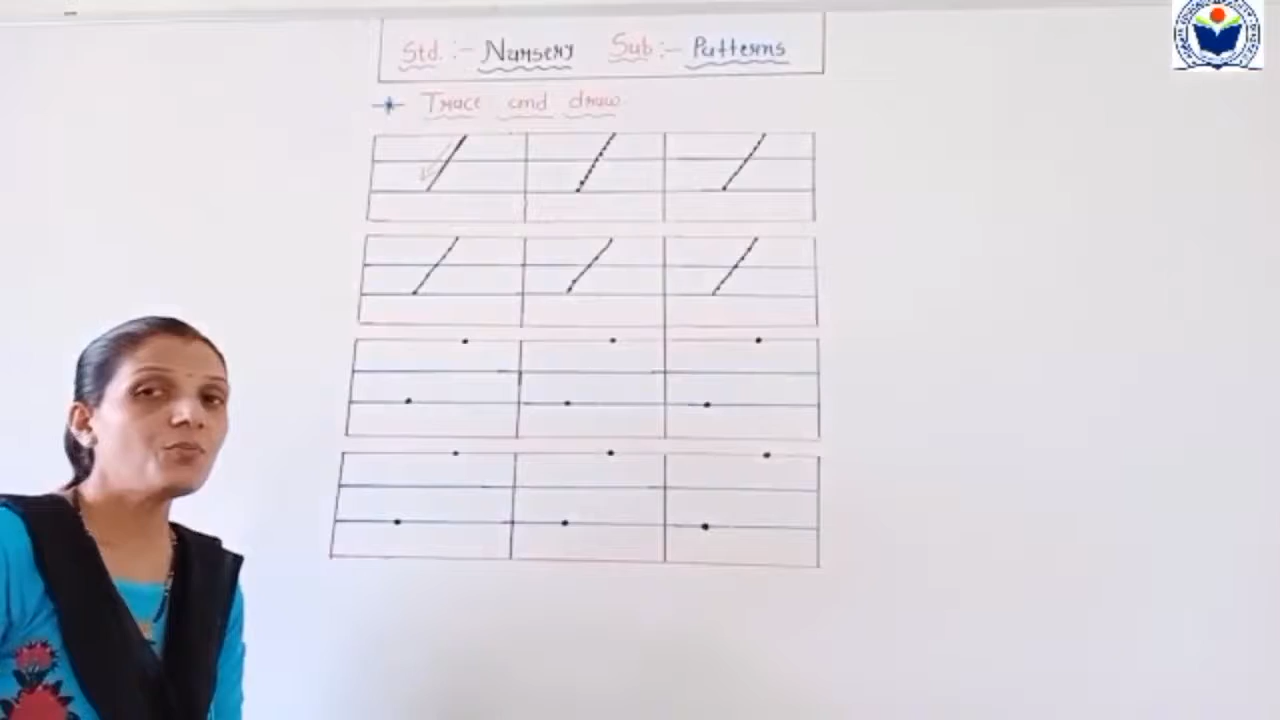 Std. :- Nursery Sub :- Patterns
Trace and draw